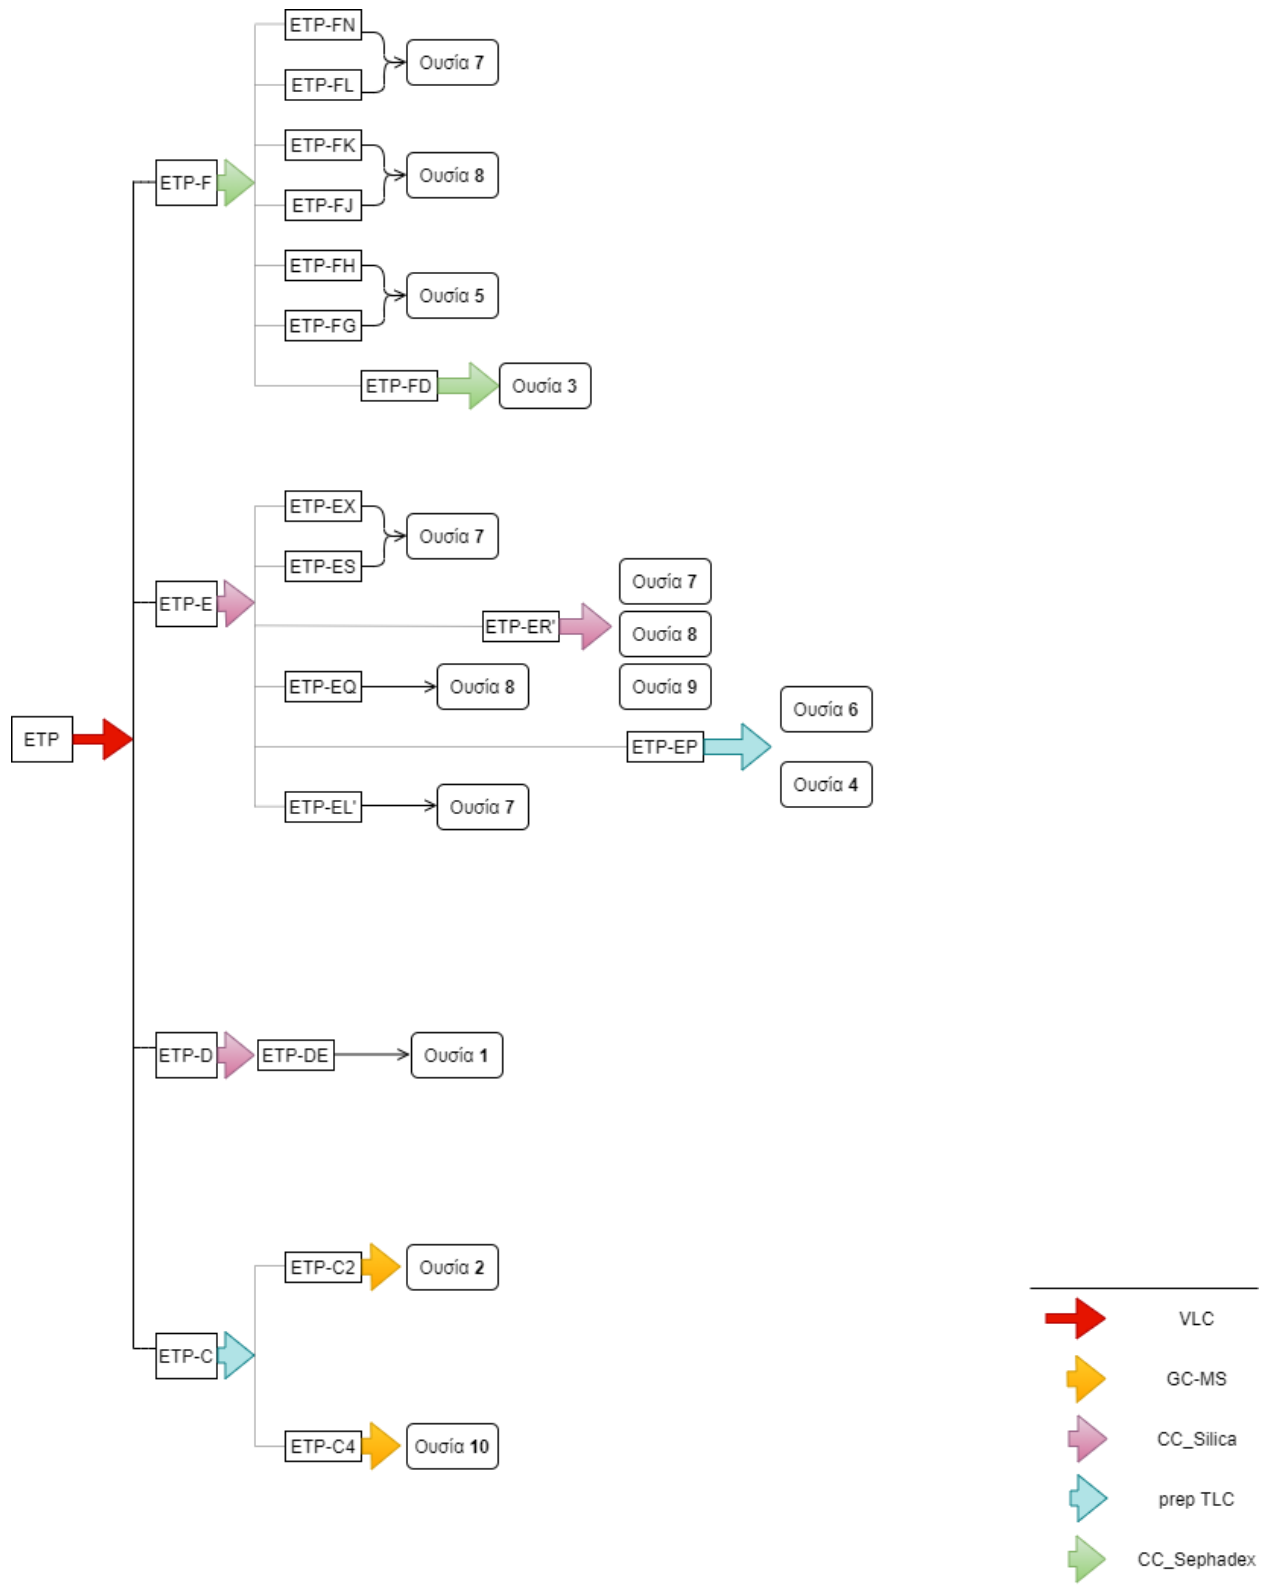 ETP-FN
Ουσία 7
ETP-FL
ETP-FK
Ουσία 8
ETP-F
ETP-FJ
ETP-FH
Ουσία 5
ETP-FG
ETP-FD
Ουσία 3
ETP-EX
Ουσία 7
ETP-ES
Ουσία 7
ETP-E
ETP-ER'
Ουσία 8
ETP-EQ
Ουσία 8
Ουσία 9
Ουσία 6
ETP
ETP-EP
Ουσία 4
ETP-EL'
Ουσία 7
ETP-D
ETP-DE
Ουσία 1
ETP-C2
Ουσία 2
ETP-C
ETP-C4
Ουσία 10
VLC
GC-MS
CC_Silica
prep TLC
CC_Sephadex